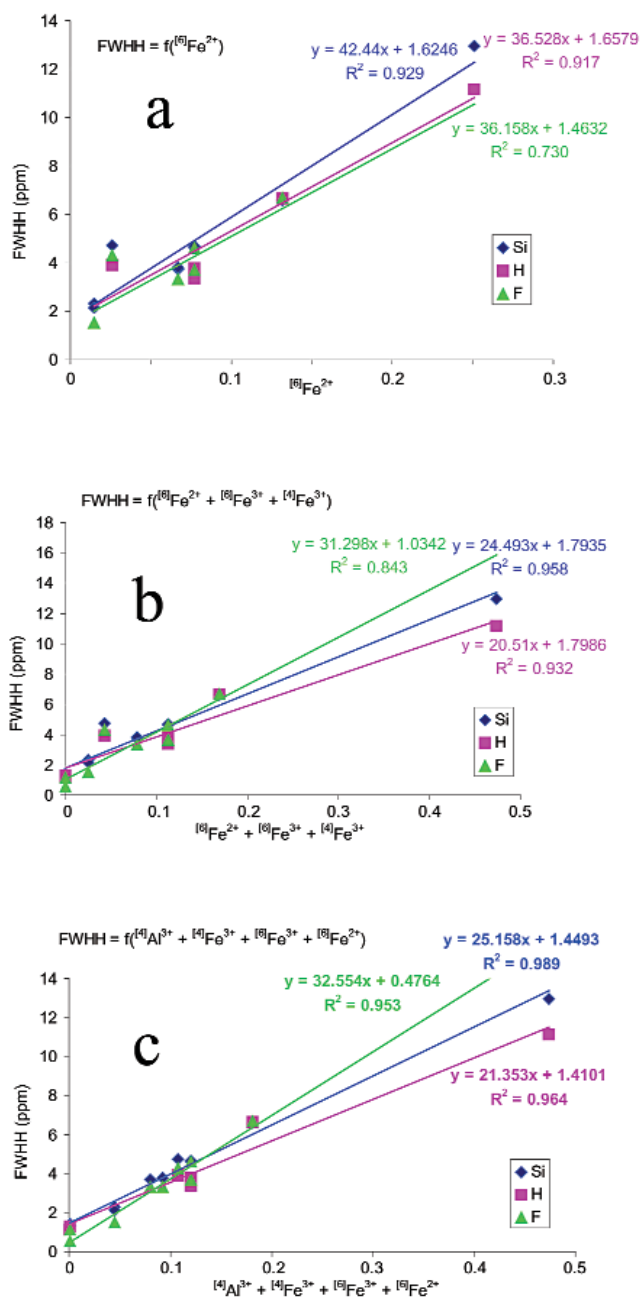 FWHH = f([6]Fe2+)
a
y = 42.44x + 1.6246
R2 = 0.929
y = 36.528x + 1.6579
R2 = 0.917
y = 36.158x + 1.4632
R2 = 0.730
FWHH (ppm)
14
12
10
8
6
4
2
0
Si
H
F
0 0.1 0.2 0.3
[6]Fe2+
FWHH = f([6]Fe2+ + [6]Fe3+ + [4]Fe3+)
b
y = 31.298x + 1.0342
R2 = 0.843
y = 24.493x + 1.7935
R2 = 0.958
y = 20.51x + 1.7986
R2 = 0.932
FWHH (ppm)
18
16
14
12
10
8
6
4
2
0
Si
H
F
0 0.1 0.2 0.3 0.4 0.5
[6]Fe2+ + [6]Fe3+ + [4]Fe3+
FWHH = f([4]Al3+ + [4]Fe3+ + [6]Fe3+ + [6]Fe2+)
c
y = 32.554x + 0.4764
R2 = 0.953
y = 25.158x + 1.4493
R2 = 0.989
y = 21.353x + 1.4101
R2 = 0.964
FWHH (ppm)
14
12
10
8
6
4
2
0
Si
H
F
0 0.1 0.2 0.3 0.4 0.5
[4]Al3+ + [4]Fe3+ + [6]Fe3+ + [6]Fe2+